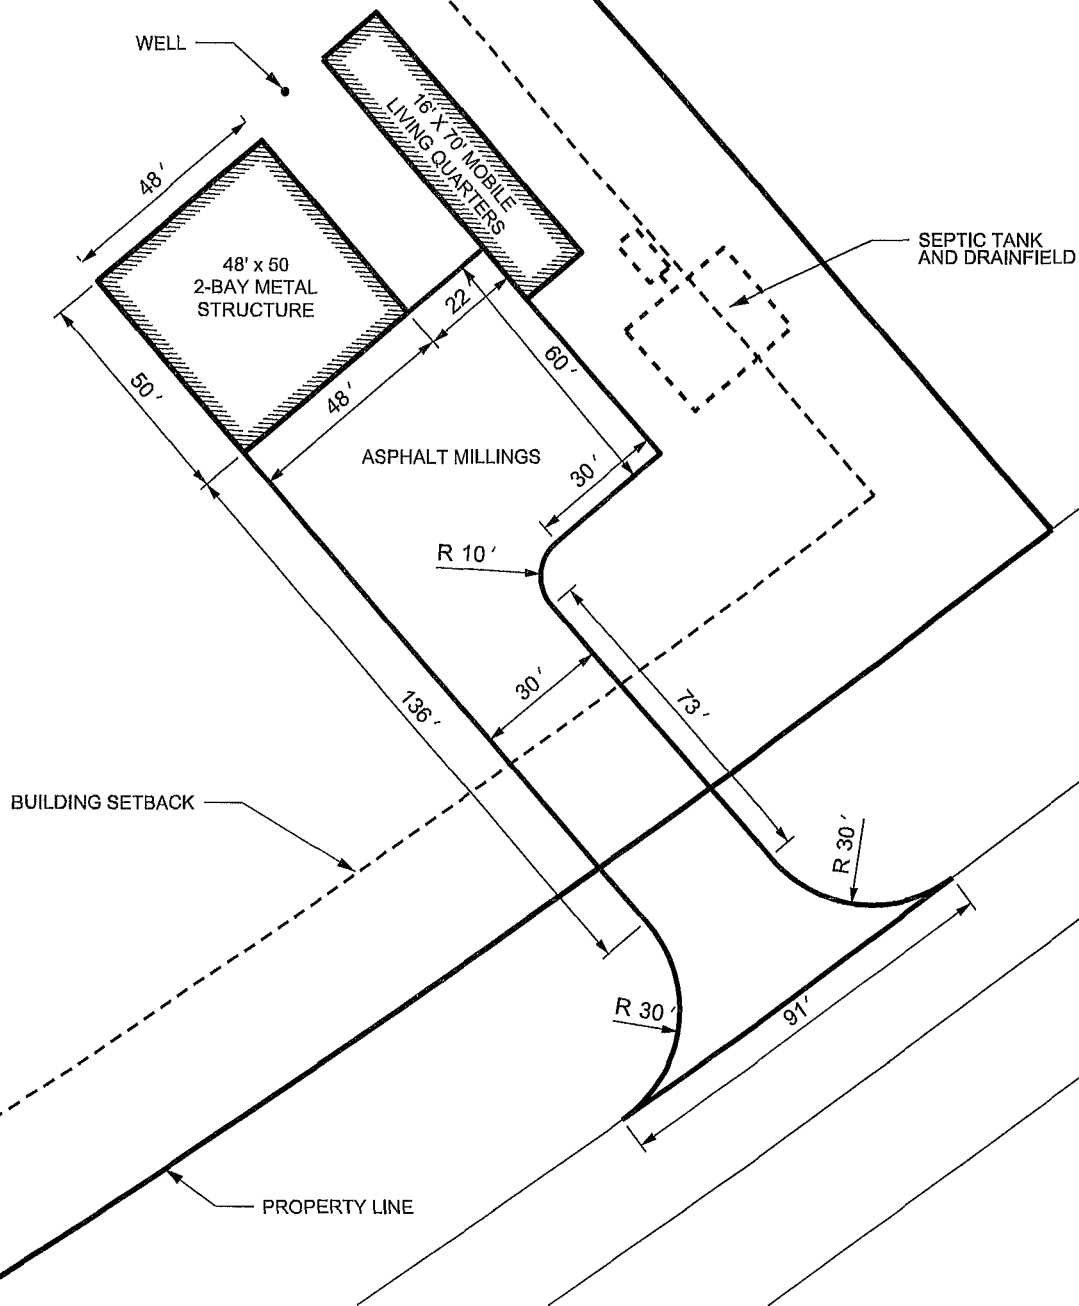 WELL
16' X 70' MOBILE
LIVING QUARTERS
48'
48' x 50
2-BAY METAL
STRUCTURE
SEPTIC TANK
AND DRAINFIELD
22
60'
50'
48'
ASPHALT MILLINGS
30'
R 10'
30'
73'
136'
BUILDING SETBACK
R 30'
R 30'
91'
PROPERTY LINE